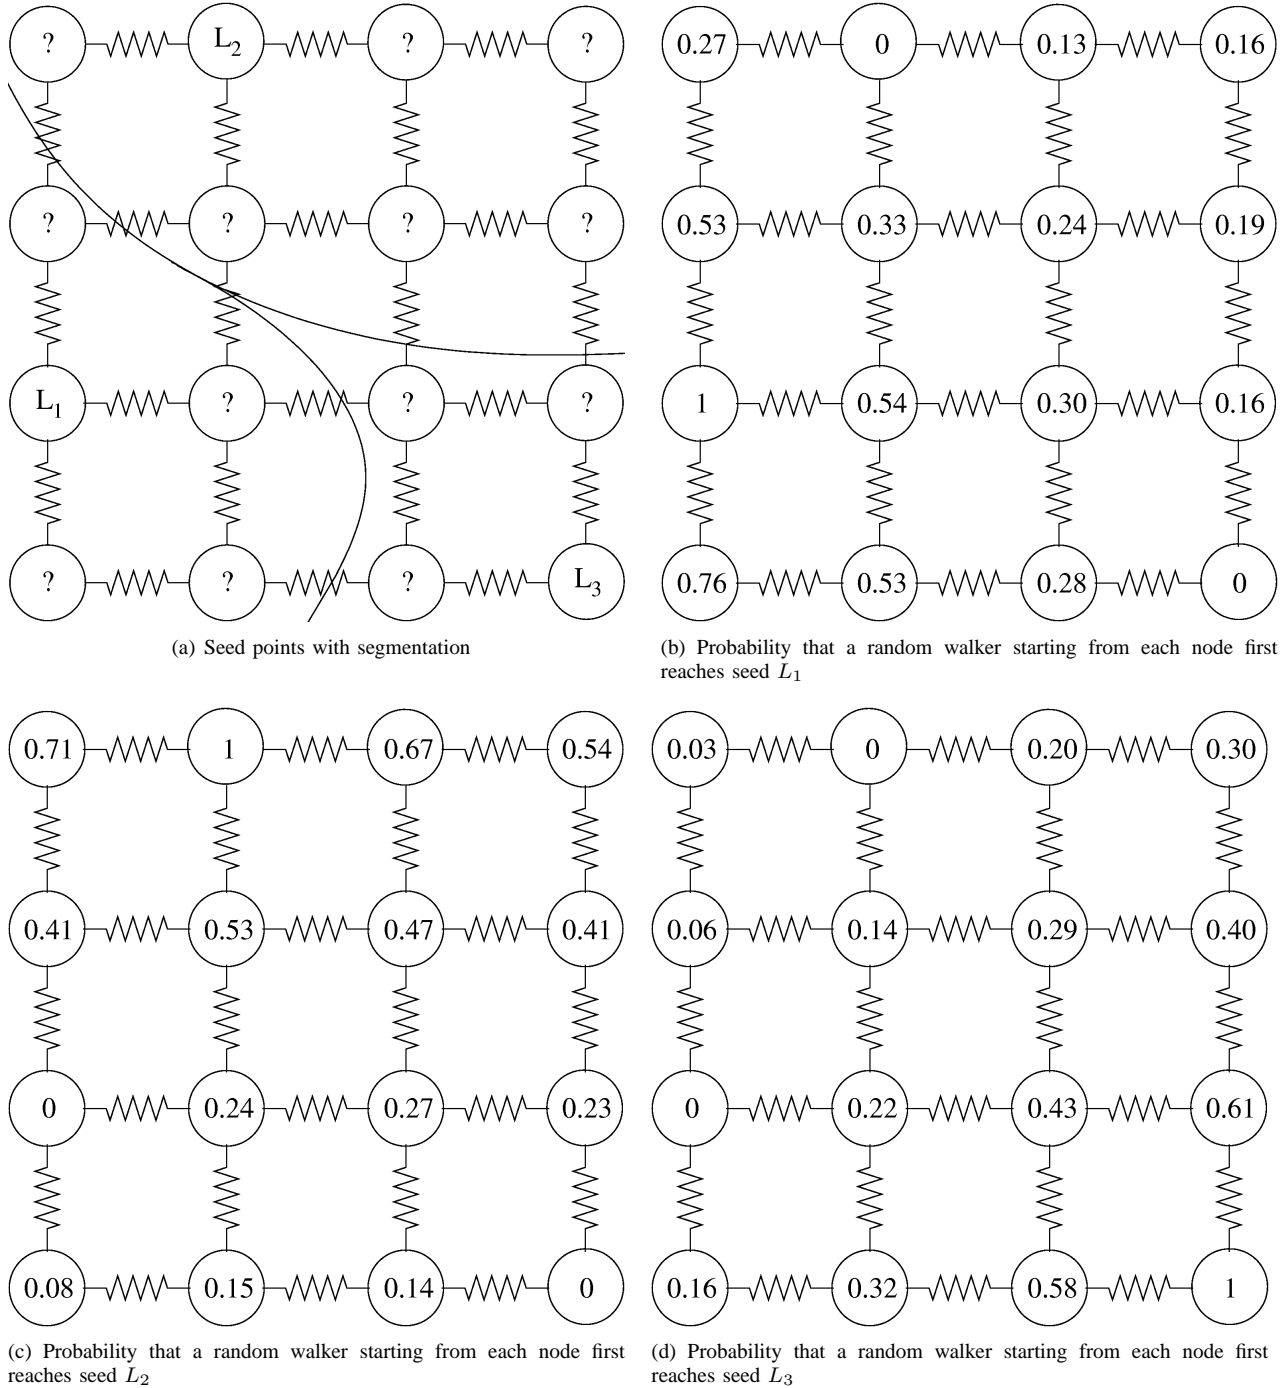 ? L2 ? ?
? ? ? ?
L1 ? ? ?
? ? ? L3
(a) Seed points with segmentation
0.27 0 0.13 0.16
0.53 0.33 0.24 0.19
1 0.54 0.30 0.16
0.76 0.53 0.28 0
(b) Probability that a random walker starting from each node first
reaches seed L1
0.71 1 0.67 0.54
0.41 0.53 0.47 0.41
0 0.24 0.27 0.23
0.08 0.15 0.14 0
(c) Probability that a random walker starting from each node first
reaches seed L2
0.03 0 0.20 0.30
0.06 0.14 0.29 0.40
0 0.22 0.43 0.61
0.16 0.32 0.58 1
(d) Probability that a random walker starting from each node first
reaches seed L3